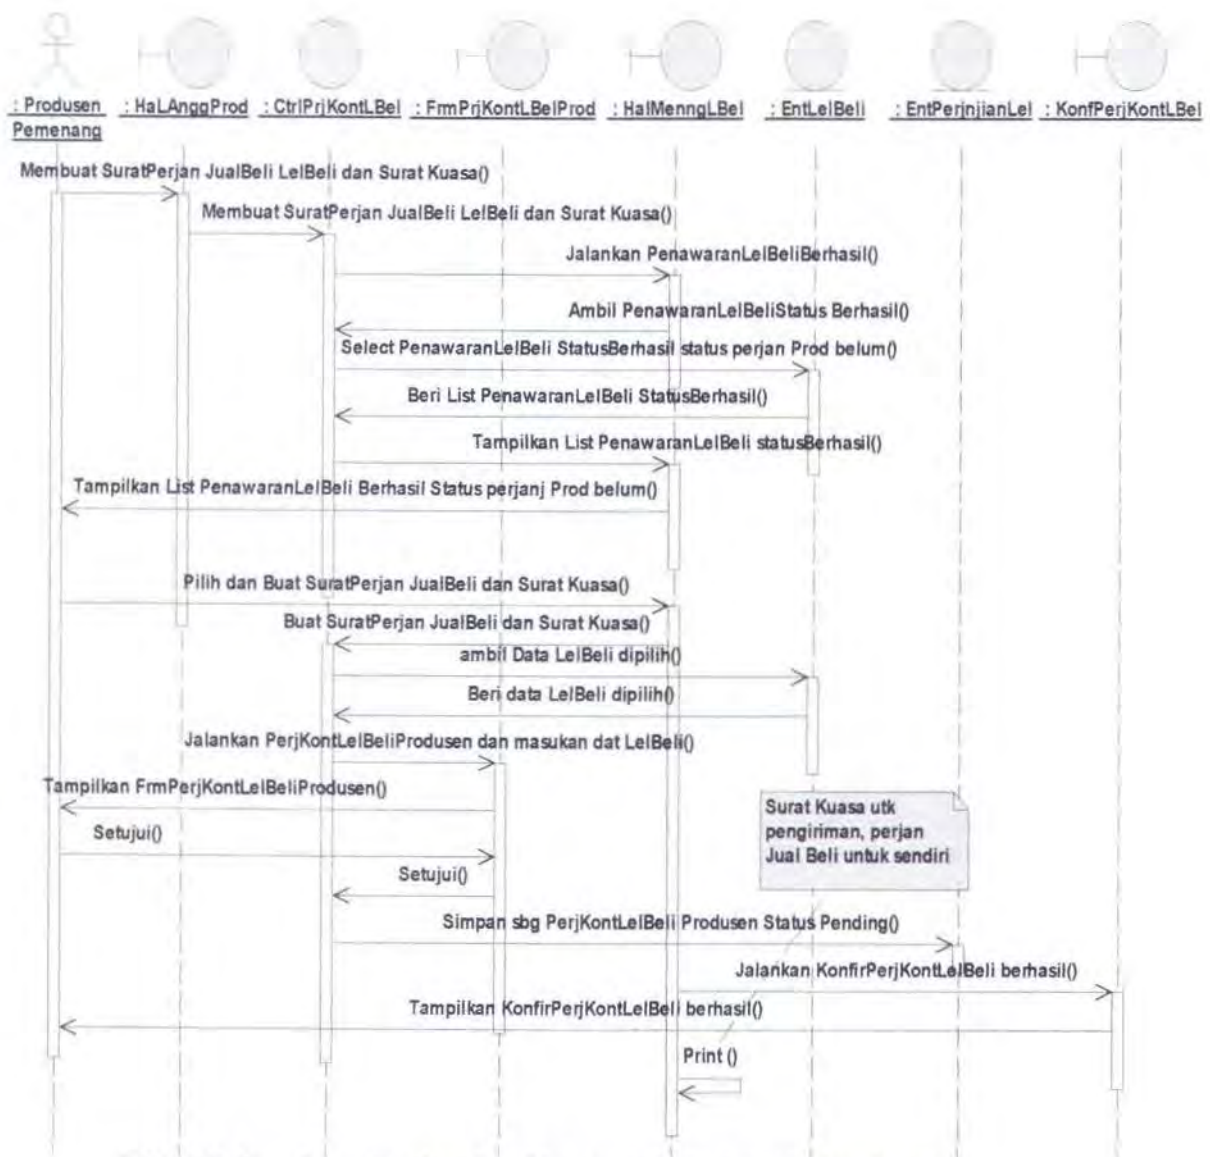 : Produsen Pemenang
: HaLAnggProd
: CtrlPrjKontLBel
: FrmPrjKontLBelProd
: HalMenngLBel
: EntLelBeli
: EntPerjnjianLel
: KonfPerjKontLBel
Membuat SuratPerjan JualBeli LelBeli dan Surat Kuasa()
Membuat SuratPerjan JualBeli LelBeli dan Surat Kuasa()
Jalankan PenawaranLelBeliBerhasil()
Ambil PenawaranLelBeliStatus Berhasil()
Select PenawaranLelBeli StatusBerhasil status perjan Prod belum()
Beri List PenawaranLelBeli StatusBerhasil()
Tampilkan List PenawaranLelBeli statusBerhasil()
Tampilkan List PenawaranLelBeli Berhasil Status perjanj Prod belum()
Pilih dan Buat SuratPerjan JualBeli dan Surat Kuasa()
Buat SuratPerjan JualBeli dan Surat Kuasa()
ambil Data LelBeli dipilih()
Beri data LelBeli dipilih()
Jalankan PerjKontLelBeliProdusen dan masukan dat LelBeli()
Tampilkan FrmPerjKontLelBeliProdusen()
Surat Kuasa utk
pengiriman, perjan
Jual Beli untuk sendiri
Setujui()
Setujui()
Simpan sbg PerjKontLelBeli Produsen Status Pending()
Jalankan KonfirPerjKontLelBeli berhasil()
Tampilkan KonfirPerjKontLelBeli berhasil()
Print ()